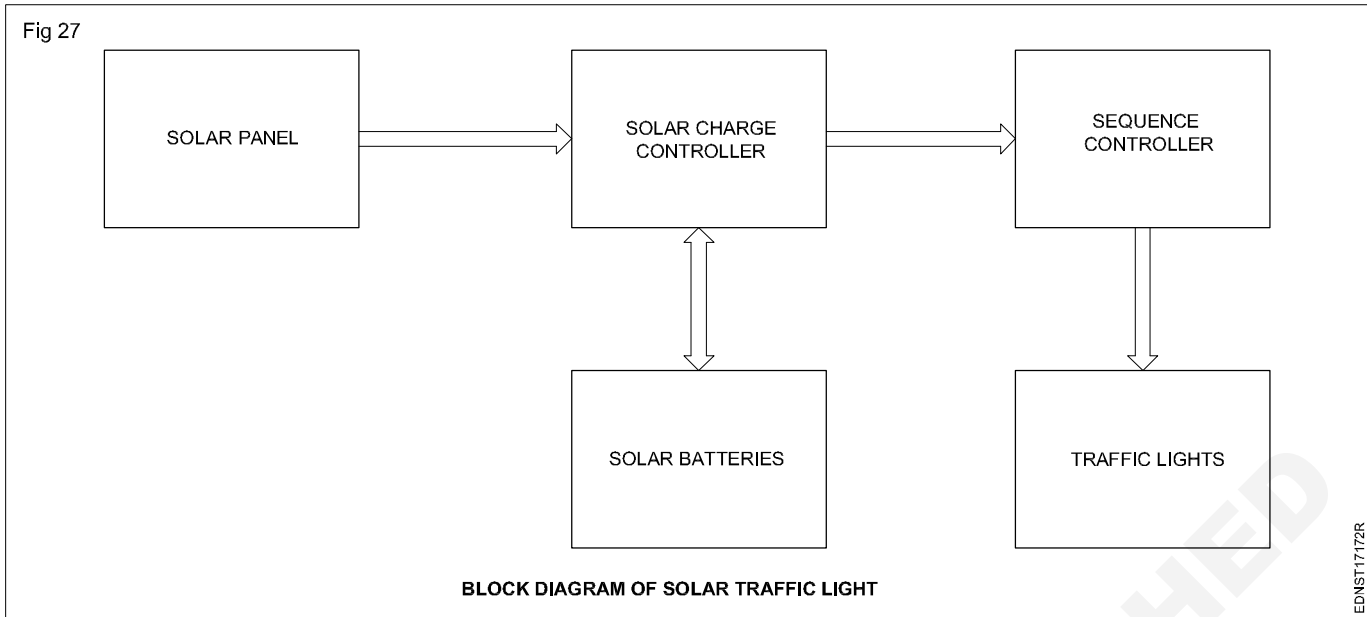 Fig 27
SOLAR PANEL
SOLAR CHARGE
CONTROLLER
SEQUENCE
CONTROLLER
SOLAR BATTERIES
TRAFFIC LIGHTS
BLOCK DIAGRAM OF SOLAR TRAFFIC LIGHT
EDNST17172R
HED